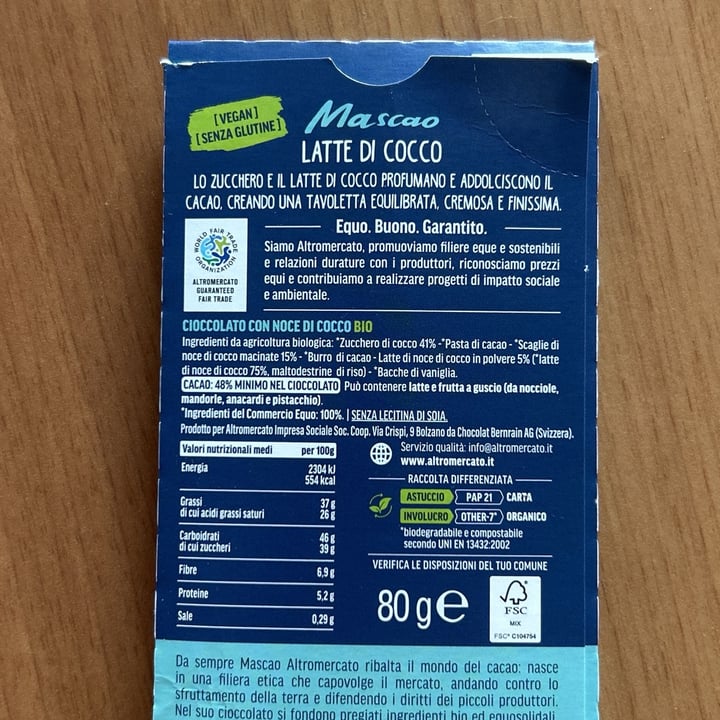 [VEGAN]
[SENZA GLUTINE]
Mascao
LATTE DI COCCO
LO ZUCCHERO E IL LATTE DI COCCO PROFUMANO E ADDOLCISCONO IL
CACAO, CREANDO UNA TAVOLETTA EQUILIBRATA, CREMOSA E FINISSIMA.
WORLD FAIR TRADE
ORGANIZATION
ALTROMERCATO
GUARANTEED
FAIR TRADE
Equo. Buono. Garantito.
Siamo Altromercato, promuoviamo filiere eque e sostenibili
e relazioni durature con i produttori, riconosciamo prezzi
equi e contribuiamo a realizzare progetti di impatto sociale
e ambientale.
CIOCCOLATO CON NOCE DI COCCO BIO
Ingredienti da agricoltura biologica: *Zucchero di cocco 41% -*Pasta di cacao - *Scaglie di
noce di cocco macinate 15% - *Burro di cacao - Latte di noce di cocco in polvere 5% (*latte
di noce di cocco 75%, maltodestrine di riso) - *Bacche di vaniglia.
CACAO: 48% MINIMO NEL CIOCCOLATO Può contenere latte e frutta a guscio (da nocciole,
mandorle, anacardi e pistacchio).
*Ingredienti del Commercio Equo: 100%. | SENZA LECITINA DI SOIA.
Prodotto per Altromercato Impresa Sociale Soc. Coop. Via Crispi, 9 Bolzano da Chocolat Bernrain AG (Svizzera).
Valori nutrizionali medi per 100g
Energia 2304 kJ
554 kcal
Grassi 37 g
di cui acidi grassi saturi 26 g
Carboidrati 46 g
di cui zuccheri 39 g
Fibre 6,9 g
Proteine 5,2 g
Sale 0,29 g
Servizio qualità: info@altromercato.it
www.altromercato.it
RACCOLTA DIFFERENZIATA
ASTUCCIO PAP 21 CARTA
INVOLUCRO OTHER-7* ORGANICO
*biodegradabile e compostabile
secondo UNI EN 13432:2002
VERIFICA LE DISPOSIZIONI DEL TUO COMUNE
80 g e
FSC
MIX
FSC® C104754
Da sempre Mascao Altromercato ribalta il mondo del cacao: nasce
in una filiera etica che capovolge il mercato, andando contro lo
sfruttamento della terra e difendendo i diritti dei piccoli produttori.
Nel suo cioccolato si fondono pregiati ingredienti bio ed equosolidali